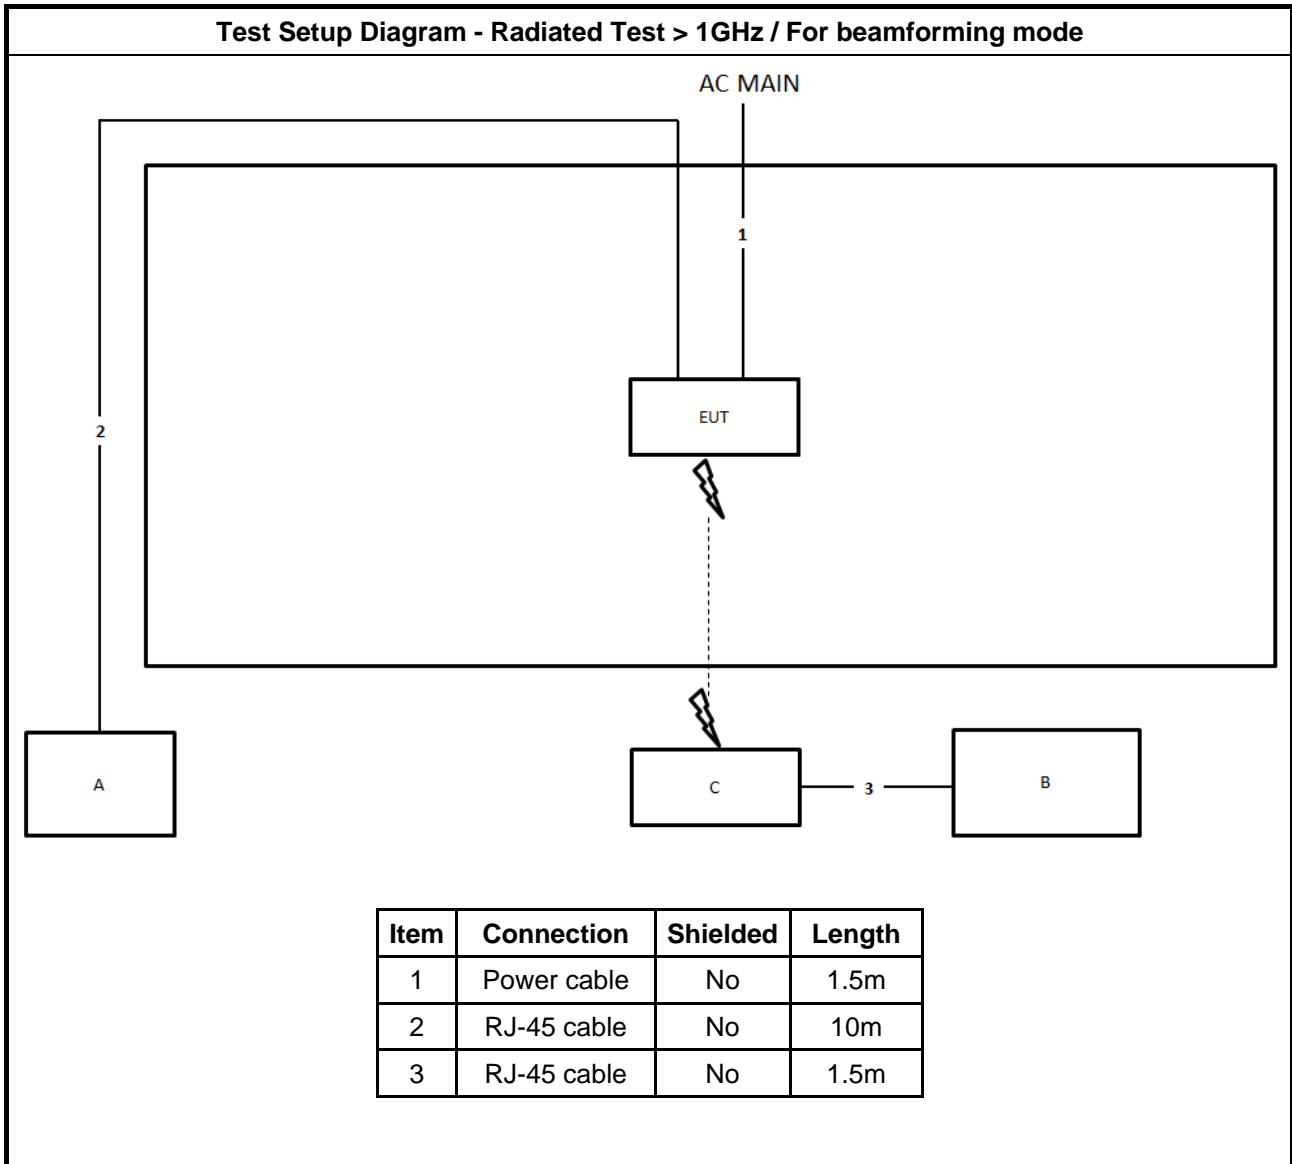 Test Setup Diagram - Radiated Test > 1GHz / For beamforming mode
AC MAIN
1
EUT
2
A
C
3
B
Item Connection Shielded Length
1 Power cable No 1.5m
2 RJ-45 cable No 10m
3 RJ-45 cable No 1.5m